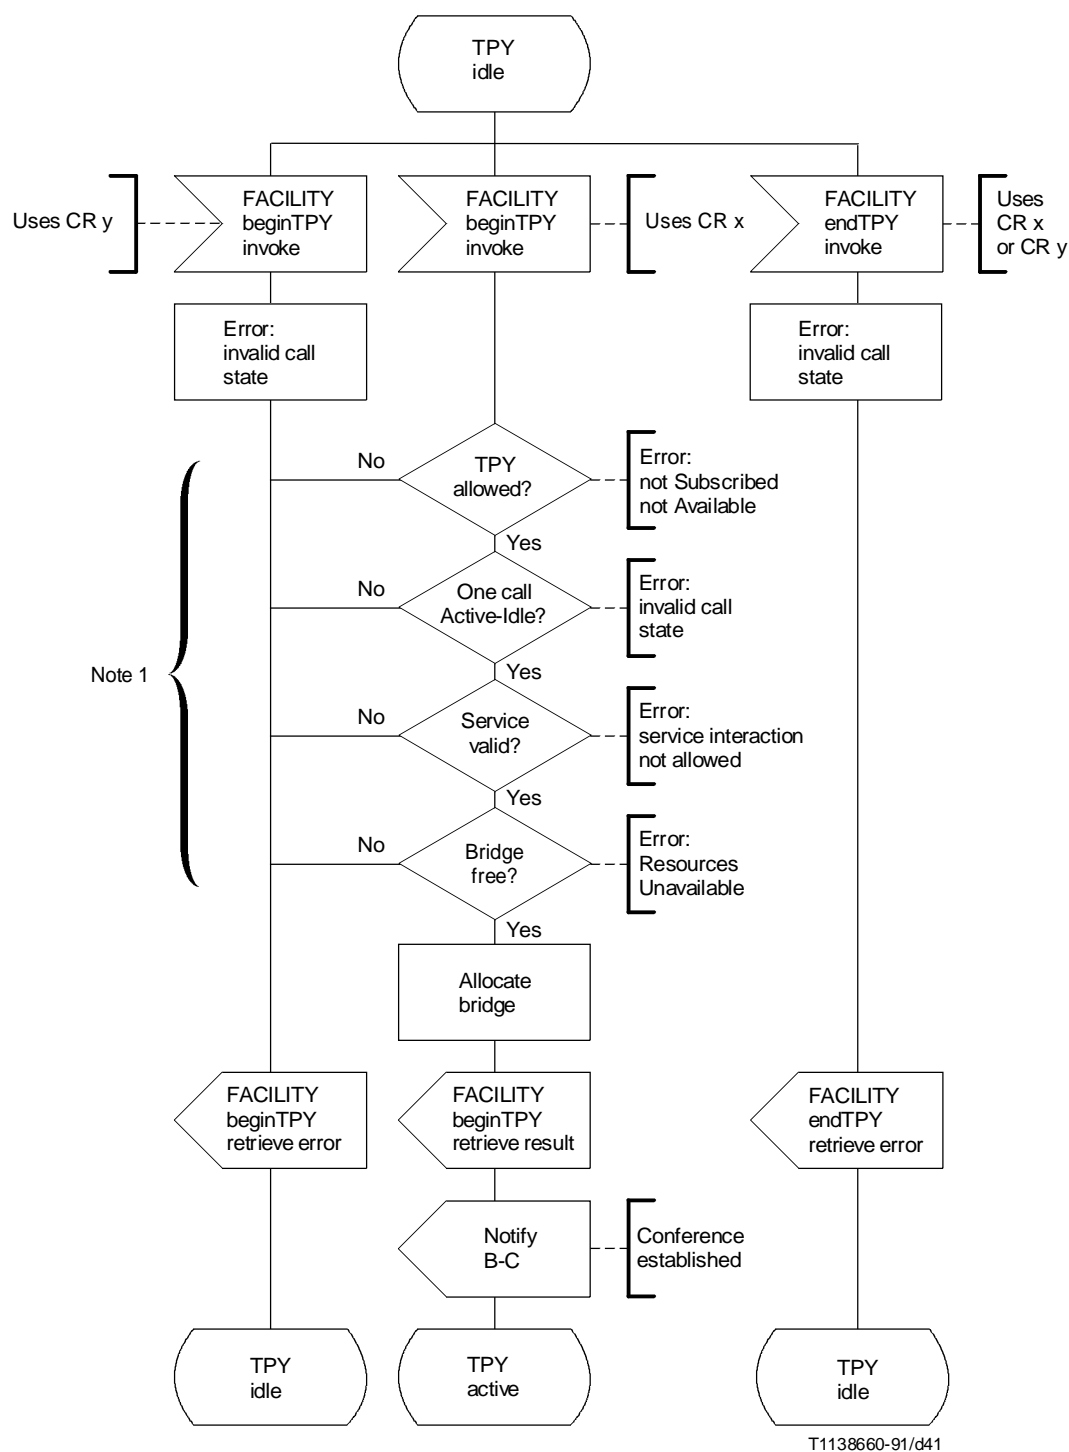 TPY
idle
Uses CR y
FACILITY
beginTPY
invoke
FACILITY
beginTPY
invoke
Uses CR x
FACILITY
endTPY
invoke
Uses
CR x
or CR y
Error:
invalid call
state
Error:
invalid call
state
No
TPY
allowed?
Error:
not Subscribed
not Available
Yes
No
One call
Active-Idle?
Error:
invalid call
state
Note 1
Yes
No
Service
valid?
Error:
service interaction
not allowed
Yes
No
Bridge
free?
Error:
Resources
Unavailable
Yes
Allocate
bridge
FACILITY
beginTPY
retrieve error
FACILITY
beginTPY
retrieve result
FACILITY
endTPY
retrieve error
Notify
B-C
Conference
established
TPY
idle
TPY
active
TPY
idle
T1138660-91/d41